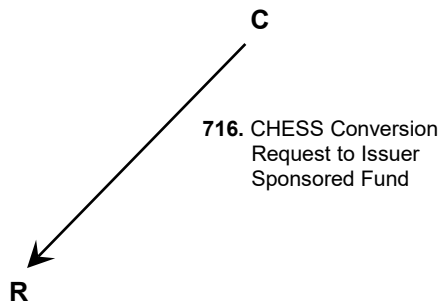 C
716. CHESS Conversion
Request to Issuer
Sponsored Fund
R